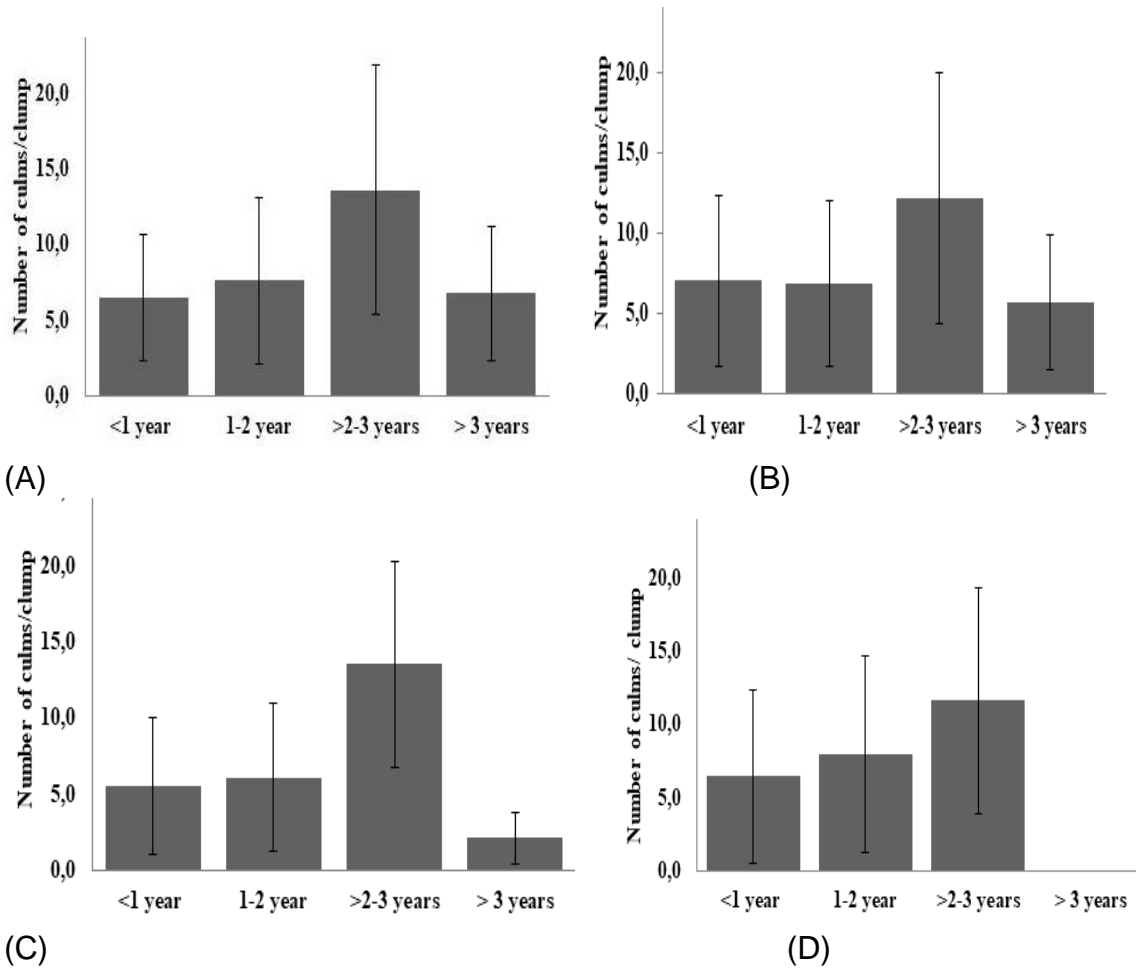 Number of culms/clump
20,0
15,0
10,0
5,0
0,0
<1 year 1-2 year >2-3 years > 3 years
(A)
Number of culms/clump
20,0
15,0
10,0
5,0
0,0
<1 year 1-2 year >2-3 years > 3 years
(B)
Number of culms/clump
20,0
15,0
10,0
5,0
0,0
<1 year 1-2 year >2-3 years > 3 years
(C)
Number of culms/ clump
20,0
15,0
10,0
5,0
0,0
<1 year 1-2 year >2-3 years > 3 years
(D)